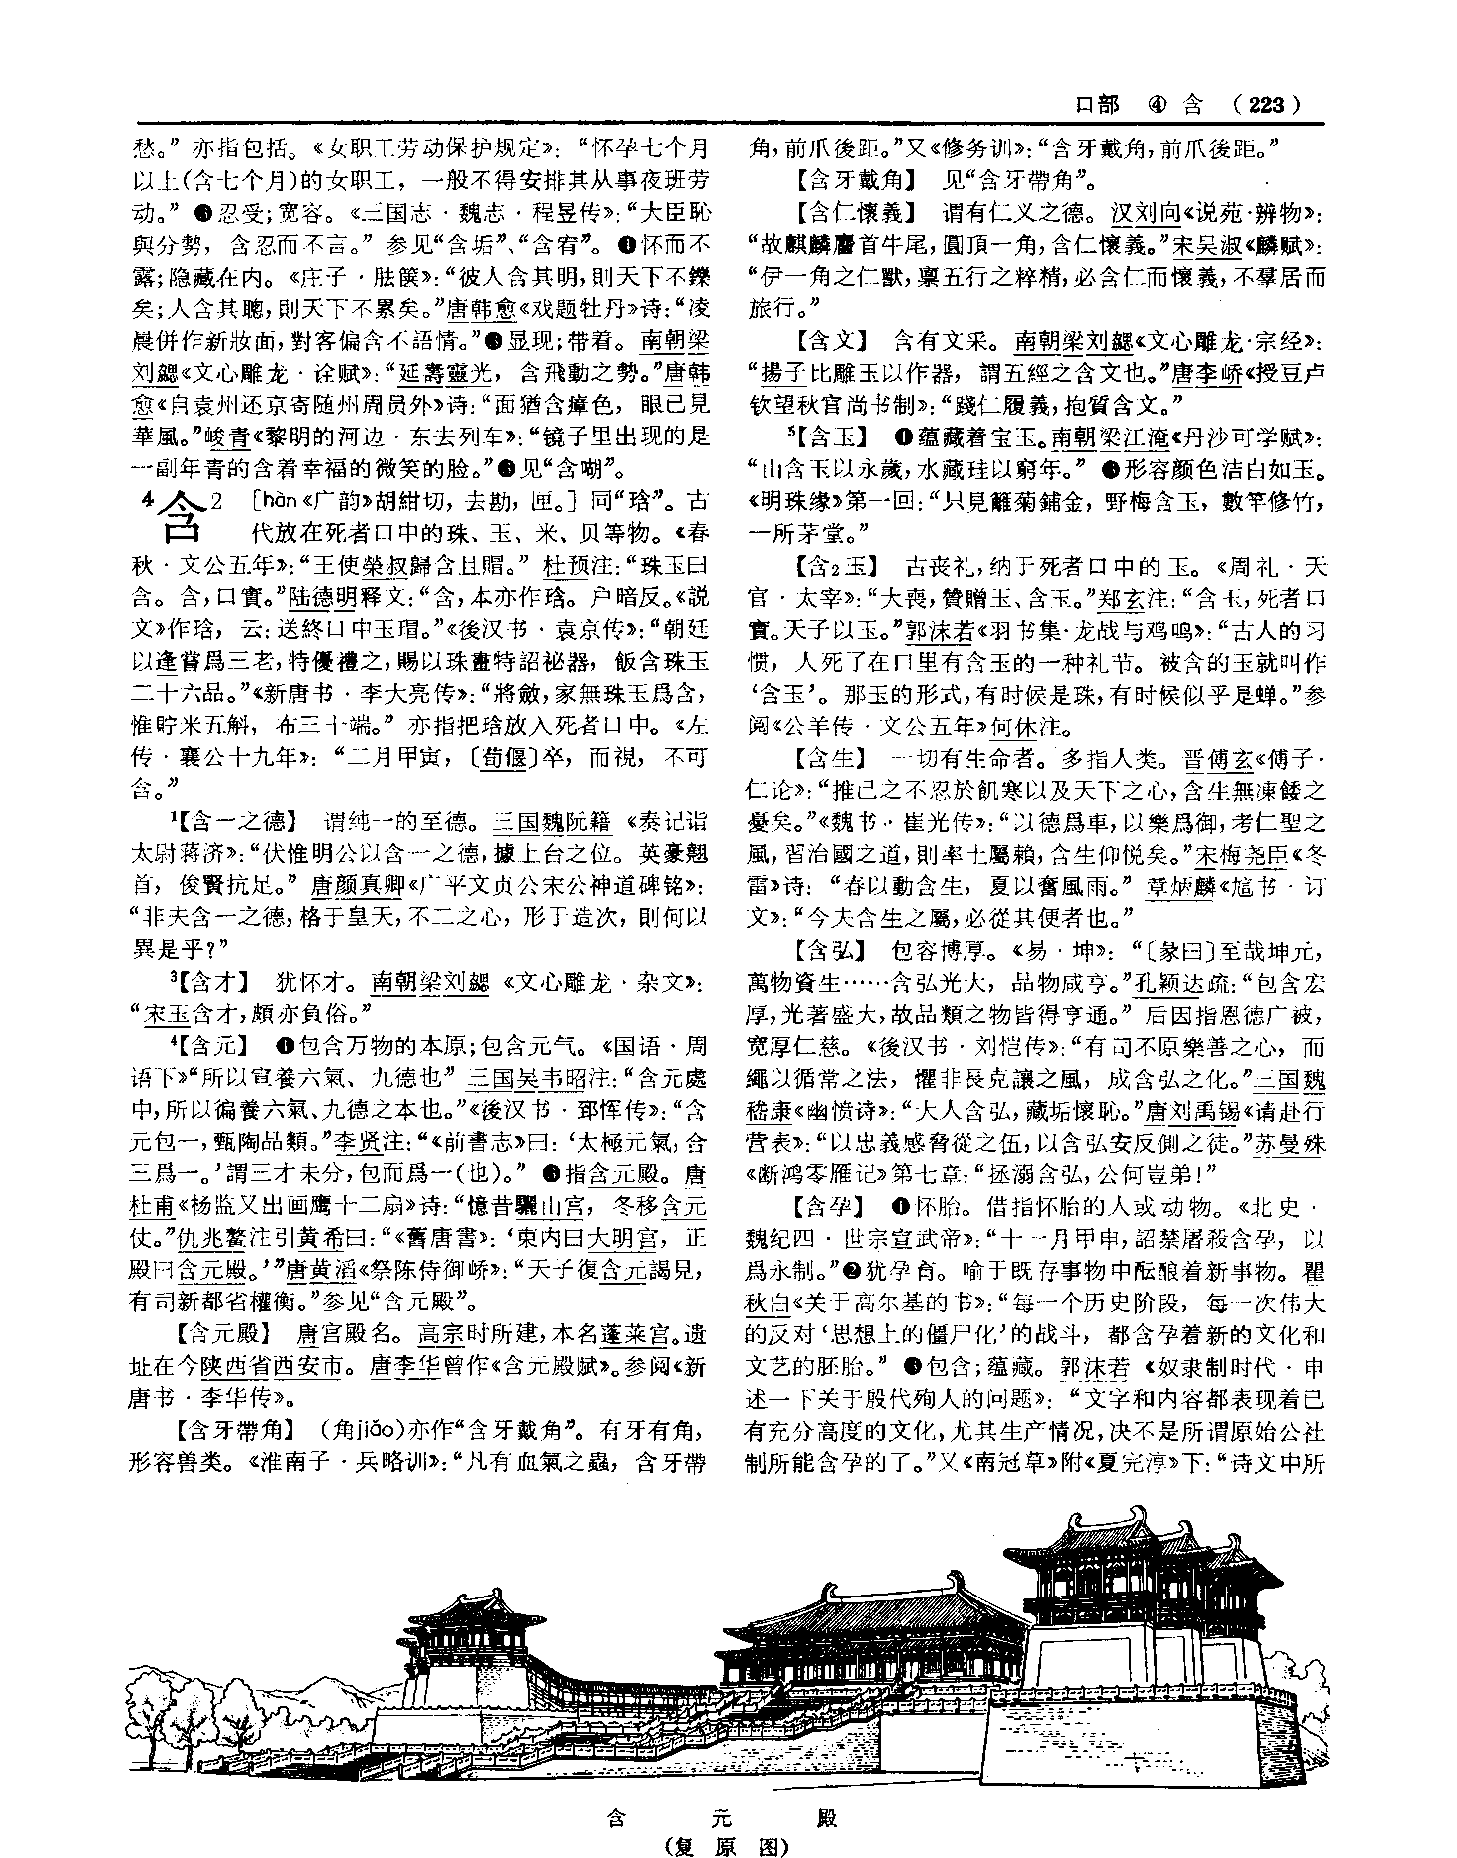 口部 ④ 含 （223）
愁。”亦指包括。《女职工劳动保护规定》：“怀孕七个月
以上(含七个月)的女职工，一般不得安排其从事夜班劳
动。”❸忍受；宽容。《三国志·魏志·程昱传》：“大臣恥
與分勢，含忍而不言。”参见“含垢”、“含宥”。❹怀而不
露；隐藏在内。《庄子·胠箧》：“彼人含其明，則天下不鑠
矣；人含其聰，則天下不累矣。”唐韩愈《戏题牡丹》诗：“凌
晨併作新妝面，對客偏含不語情。”❺显现；带着。南朝梁
刘勰《文心雕龙·诠赋》：“延壽靈光，含飛動之勢。”唐韩
愈《自袁州还京寄随州周员外》诗：“面猶含瘴色，眼已見
華風。”峻青《黎明的河边·东去列车》：“镜子里出现的是
一副年青的含着幸福的微笑的脸。”❻见“含嘲”。
4含2 [hàn《广韵》胡紺切，去勘，匣。]同“琀”。古
代放在死者口中的珠、玉、米、贝等物。《春
秋·文公五年》：“王使榮叔歸含且賵。”杜预注：“珠玉曰
含。含，口實。”陆德明释文：“含，本亦作琀。户暗反。《説
文》作琀，云：送終口中玉瑁。”《後汉书·袁京传》：“朝廷
以逢嘗爲三老，特優禮之，賜以珠畫特詔祕器，飯含珠玉
二十六品。”《新唐书·李大亮传》：“將斂，家無珠玉爲含，
惟貯米五斛，布三十端。”亦指把琀放入死者口中。《左
传·襄公十九年》：“二月甲寅，〔荀偃〕卒，而視，不可
含。”
1【含一之德】 谓纯一的至德。三国魏阮籍《奏记诣
太尉蒋济》：“伏惟明公以含一之德，據上台之位。英豪翹
首，俊賢抗足。”唐颜真卿《广平文贞公宋公神道碑铭》：
“非夫含一之德，格于皇天，不二之心，形于造次，則何以
異是乎？”
3【含才】 犹怀才。南朝梁刘勰《文心雕龙·杂文》：
“宋玉含才，頗亦負俗。”
4【含元】 ❶包含万物的本原；包含元气。《国语·周
语下》“所以宣養六氣、九德也”三国吴韦昭注：“含元處
中，所以徧養六氣、九德之本也。”《後汉书·郅恽传》：“含
元包一，甄陶品類。”李贤注：“《前書志》曰：‘太極元氣，含
三爲一。’謂三才未分，包而爲一(也)。”❷指含元殿。唐
杜甫《杨监又出画鹰十二扇》诗：“憶昔驪山宫，冬移含元
仗。”仇兆鳌注引黄希曰：“《舊唐書》：‘東内曰大明宫，正
殿曰含元殿。’”唐黄滔《祭陈侍御峤》：“天子復含元謁見，
有司新都省權衡。”参见“含元殿”。
【含元殿】 唐宫殿名。高宗时所建，本名蓬莱宫。遗
址在今陕西省西安市。唐李华曾作《含元殿赋》。参阅《新
唐书·李华传》。
【含牙帶角】 (角jiǎo)亦作“含牙戴角”。有牙有角，
形容兽类。《淮南子·兵略训》：“凡有血氣之蟲，含牙帶
角，前爪後距。”又《修务训》：“含牙戴角，前爪後距。”
【含牙戴角】 见“含牙帶角”。
【含仁懷義】 谓有仁义之德。汉刘向《说苑·辨物》：
“故麒麟麕首牛尾，圓頂一角，含仁懷義。”宋吴淑《麟赋》：
“伊一角之仁獸，禀五行之粹精，必含仁而懷義，不羣居而
旅行。”
【含文】 含有文采。南朝梁刘勰《文心雕龙·宗经》：
“揚子比雕玉以作器，謂五經之含文也。”唐李峤《授豆卢
钦望秋官尚书制》：“踐仁履義，抱質含文。”
5【含玉】 ❶蕴藏着宝玉。南朝梁江淹《丹沙可学赋》：
“山含玉以永歲，水藏珪以窮年。”❷形容颜色洁白如玉。
《明珠缘》第一回：“只見籬菊鋪金，野梅含玉，數竿修竹，
一所茅堂。”
【含2玉】 古丧礼，纳于死者口中的玉。《周礼·天
官·太宰》：“大喪，贊贈玉、含玉。”郑玄注：“含玉，死者口
實。天子以玉。”郭沫若《羽书集·龙战与鸡鸣》：“古人的习
惯，人死了在口里有含玉的一种礼节。被含的玉就叫作
‘含玉’。那玉的形式，有时候是珠，有时候似乎是蝉。”参
阅《公羊传·文公五年》何休注。
【含生】 一切有生命者。多指人类。晋傅玄《傅子·
仁论》：“推己之不忍於飢寒以及天下之心，含生無凍餧之
憂矣。”《魏书·崔光传》：“以德爲車，以樂爲御，考仁聖之
風，習治國之道，則率土屬賴，含生仰悦矣。”宋梅尧臣《冬
雷》诗：“春以動含生，夏以奮風雨。”章炳麟《訄书·订
文》：“今夫含生之屬，必從其便者也。”
【含弘】 包容博厚。《易·坤》：“〔彖曰〕至哉坤元，
萬物資生……含弘光大，品物咸亨。”孔颖达疏：“包含宏
厚，光著盛大，故品類之物皆得亨通。”后因指恩德广被，
宽厚仁慈。《後汉书·刘恺传》：“有司不原樂善之心，而
繩以循常之法，懼非長克讓之風，成含弘之化。”三国魏
嵇康《幽愤诗》：“大人含弘，藏垢懷恥。”唐刘禹锡《请赴行
营表》：“以忠義感脅從之伍，以含弘安反側之徒。”苏曼殊
《断鸿零雁记》第七章：“拯溺含弘，公何豈弟！”
【含孕】 ❶怀胎。借指怀胎的人或动物。《北史·
魏纪四·世宗宣武帝》：“十一月甲申，詔禁屠殺含孕，以
爲永制。”❷犹孕育。喻于既存事物中酝酿着新事物。瞿
秋白《关于高尔基的书》：“每一个历史阶段，每一次伟大
的反对‘思想上的僵尸化’的战斗，都含孕着新的文化和
文艺的胚胎。”❸包含；蕴藏。郭沫若《奴隶制时代·申
述一下关于殷代殉人的问题》：“文字和内容都表现着已
有充分高度的文化，尤其生产情况，决不是所谓原始公社
制所能含孕的了。”又《南冠草》附《夏完淳》下：“诗文中所
含 元 殿
(复 原 图)